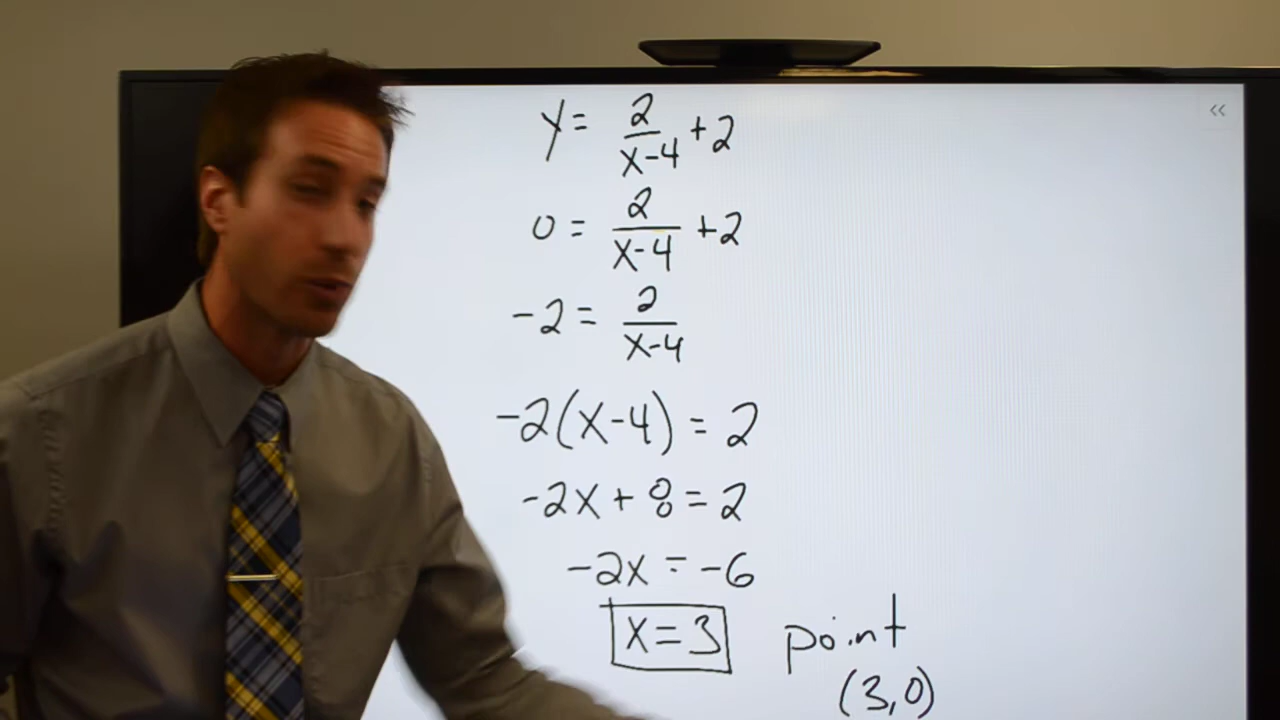 y = 2/(x-4) + 2
0 = 2/(x-4) + 2
-2 = 2/(x-4)
-2(x-4) = 2
-2x + 8 = 2
-2x = -6
x = 3
point
(3,0)